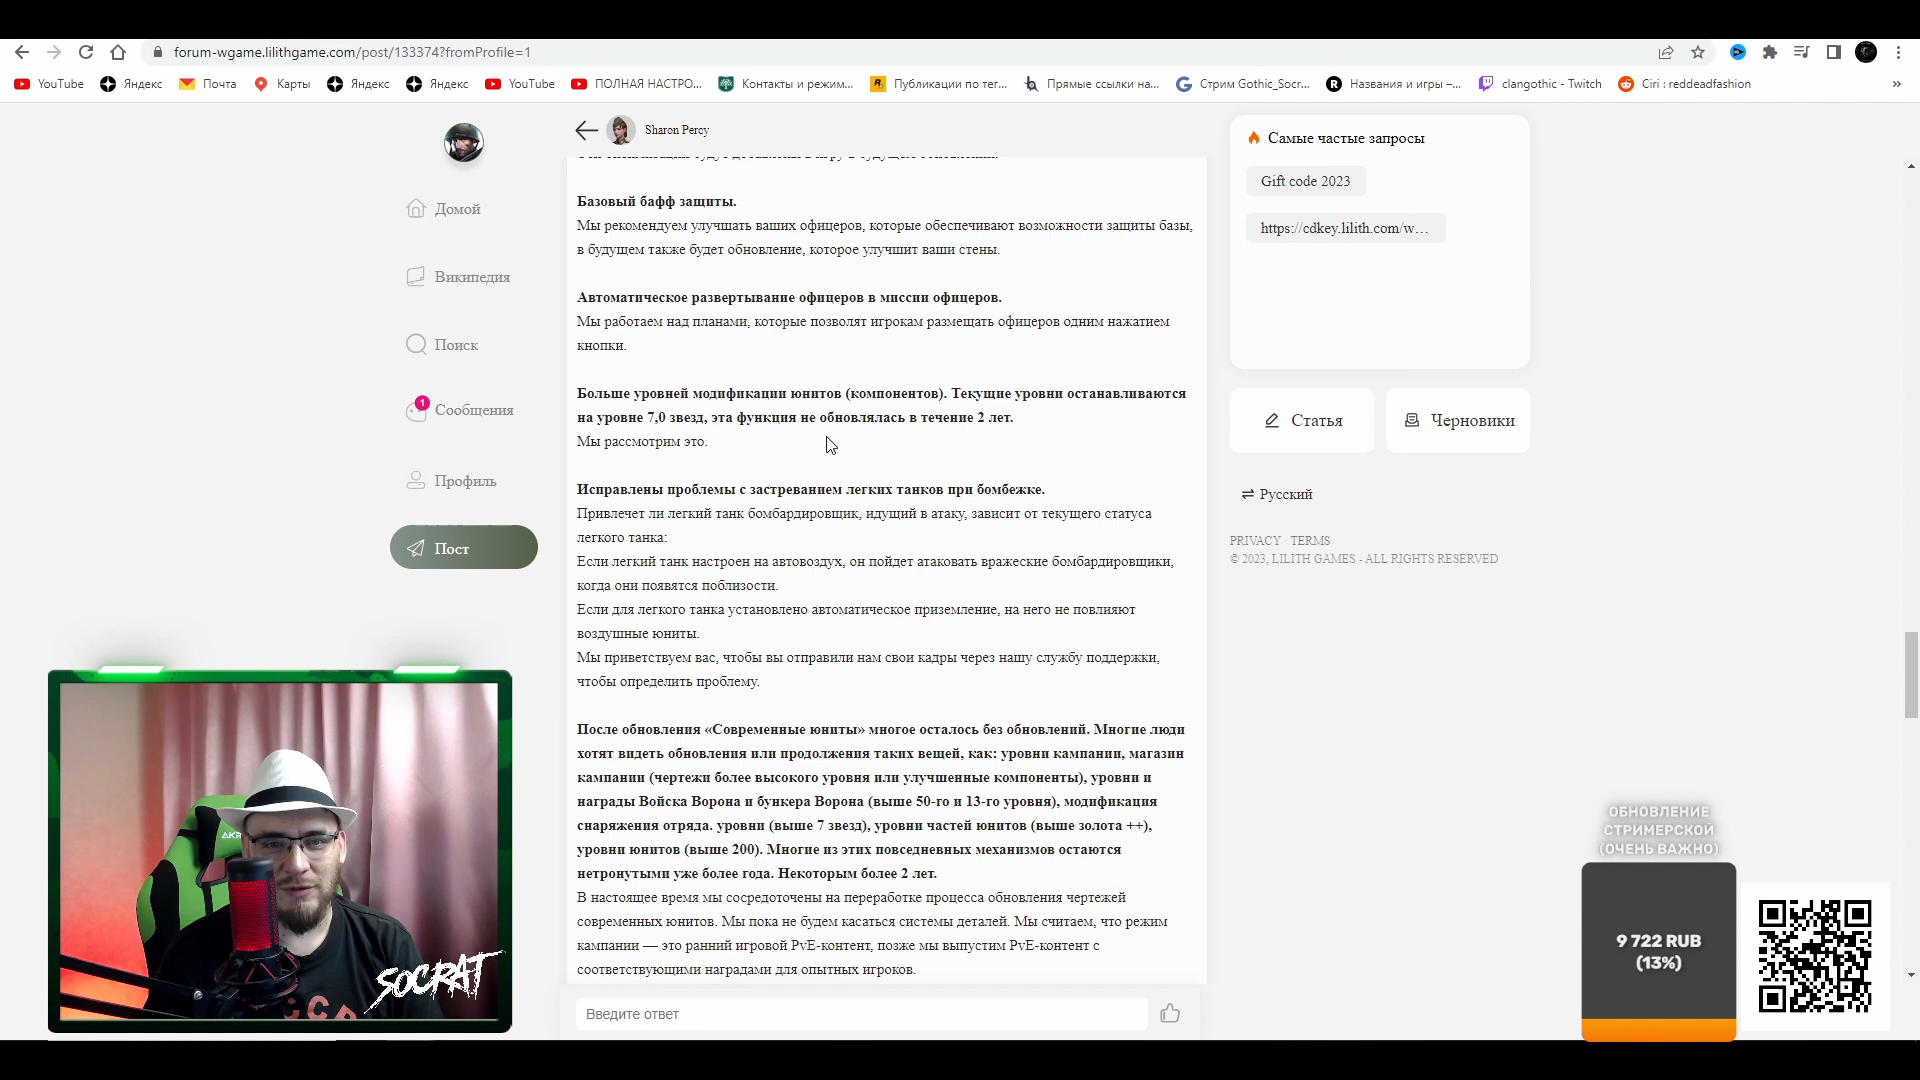 forum-wgame.lilithgame.com/post/133374?fromProfile=1
YouTube
Яндекс
Почта
Карты
Яндекс
Яндекс
YouTube
ПОЛНАЯ НАСТРО...
Контакты и режим...
Публикации по тег...
Прямые ссылки на...
Стрим Gothic_Socr...
Названия и игры –...
clangothic - Twitch
Ciri : reddeadfashion
»
Sharon Percy
Домой
Википедия
Поиск
1
Сообщения
Профиль
Пост
Базовый бафф защиты.
Мы рекомендуем улучшать ваших офицеров, которые обеспечивают возможности защиты базы,
в будущем также будет обновление, которое улучшит ваши стены.
Автоматическое развертывание офицеров в миссии офицеров.
Мы работаем над планами, которые позволят игрокам размещать офицеров одним нажатием
кнопки.
Больше уровней модификации юнитов (компонентов). Текущие уровни останавливаются
на уровне 7,0 звезд, эта функция не обновлялась в течение 2 лет.
Мы рассмотрим это.
Исправлены проблемы с застреванием легких танков при бомбежке.
Привлечет ли легкий танк бомбардировщик, идущий в атаку, зависит от текущего статуса
легкого танка:
Если легкий танк настроен на автовоздух, он пойдет атаковать вражеские бомбардировщики,
когда они появятся поблизости.
Если для легкого танка установлено автоматическое приземление, на него не повлияют
воздушные юниты.
Мы приветствуем вас, чтобы вы отправили нам свои кадры через нашу службу поддержки,
чтобы определить проблему.
После обновления «Современные юниты» многое осталось без обновлений. Многие люди
хотят видеть обновления или продолжения таких вещей, как: уровни кампании, магазин
кампании (чертежи более высокого уровня или улучшенные компоненты), уровни и
награды Войска Ворона и бункера Ворона (выше 50-го и 13-го уровня), модификация
снаряжения отряда. уровни (выше 7 звезд), уровни частей юнитов (выше золота ++),
уровни юнитов (выше 200). Многие из этих повседневных механизмов остаются
нетронутыми уже более года. Некоторым более 2 лет.
В настоящее время мы сосредоточены на переработке процесса обновления чертежей
современных юнитов. Мы пока не будем касаться системы деталей. Мы считаем, что режим
кампании — это ранний игровой PvE-контент, позже мы выпустим PvE-контент с
соответствующими наградами для опытных игроков.
Введите ответ
Самые частые запросы
Gift code 2023
https://cdkey.lilith.com/w...
Статья
Черновики
Русский
PRIVACY · TERMS
© 2023, LILITH GAMES - ALL RIGHTS RESERVED
AKR
СССР
SOCRAT
ОБНОВЛЕНИЕ
СТРИМЕРСКОЙ
(ОЧЕНЬ ВАЖНО)
9 722 RUB
(13%)